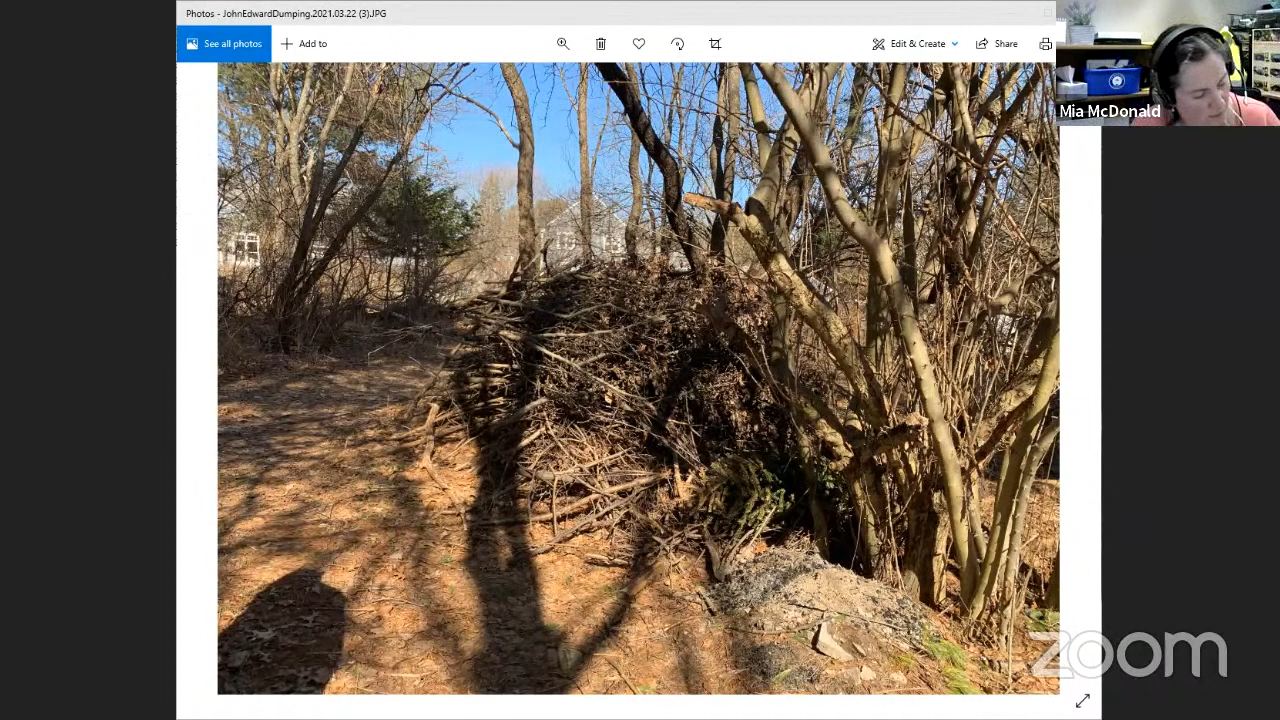 Photos - JohnEdwardDumping.2021.03.22 (3).JPG
See all photos
Add to
Edit & Create
Share
Mia McDonald
zoom